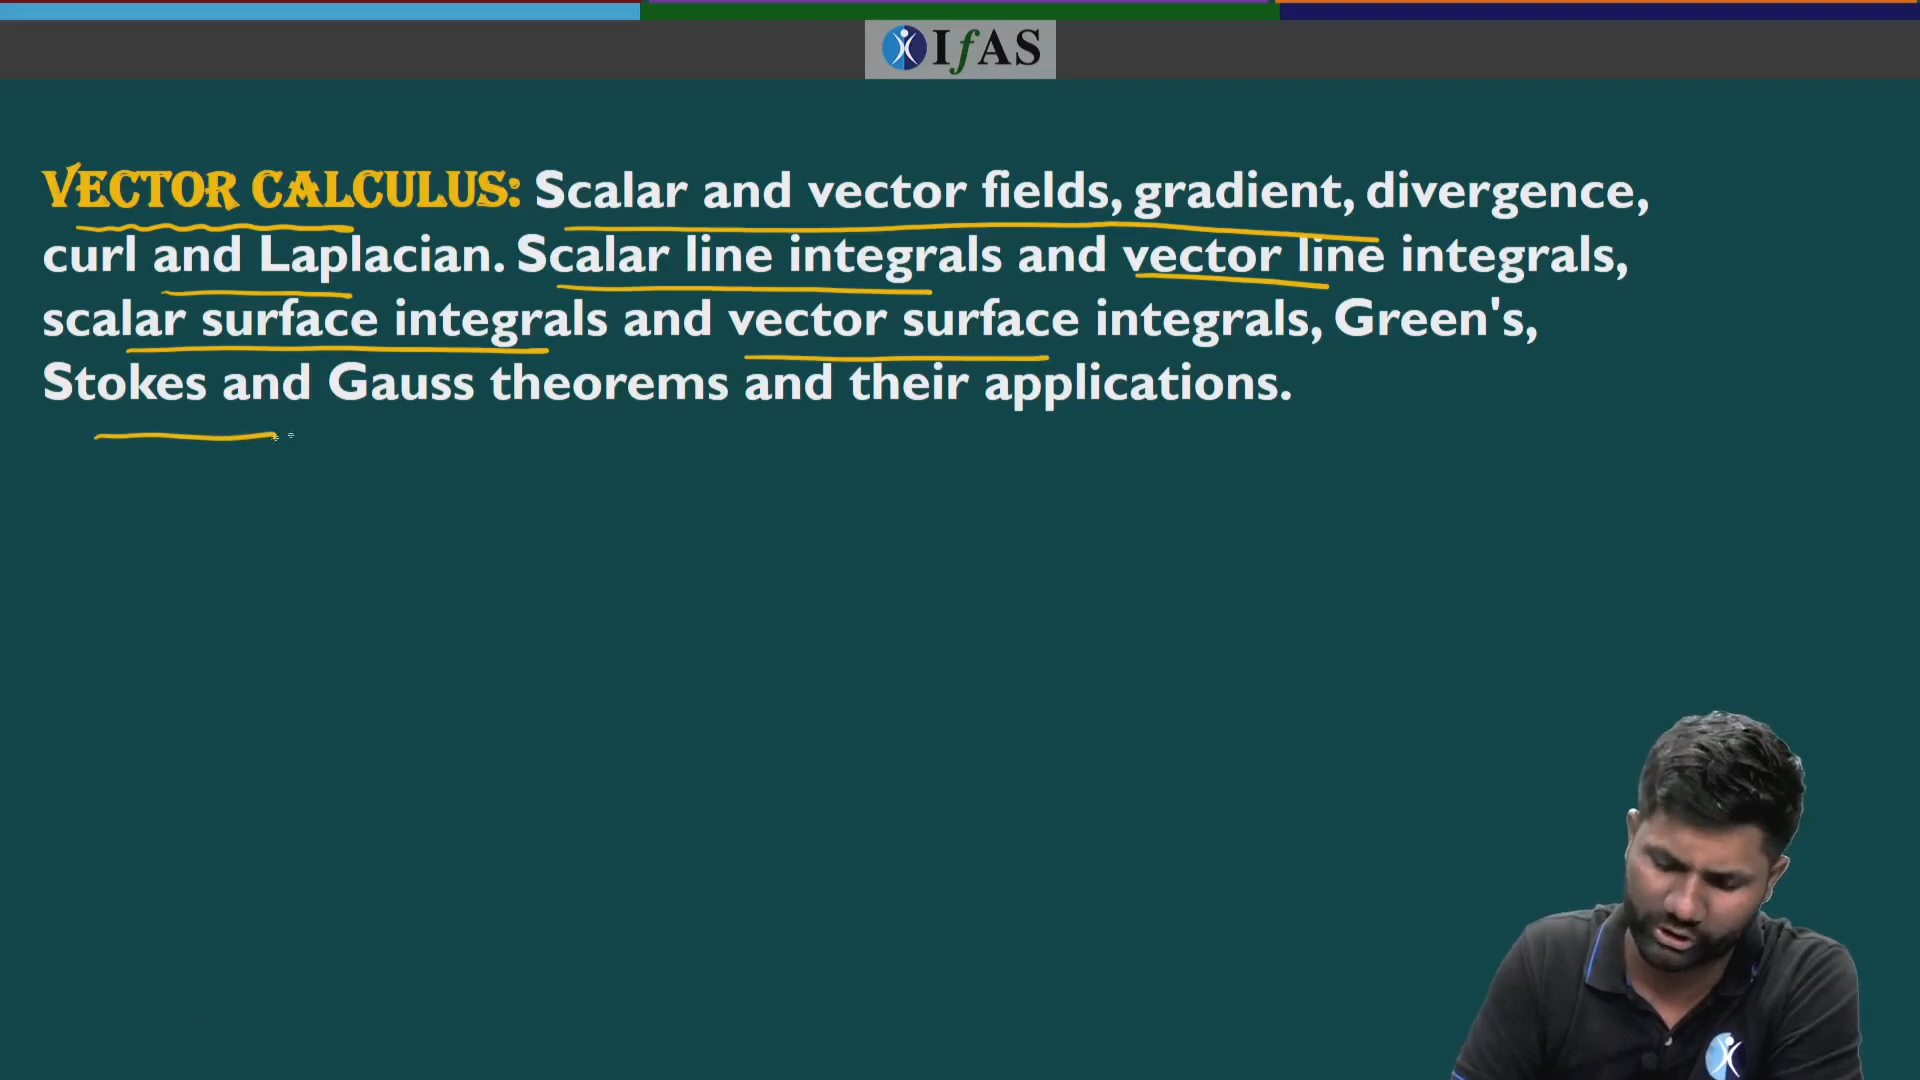 IfAS
VECTOR CALCULUS: Scalar and vector fields, gradient, divergence,
curl and Laplacian. Scalar line integrals and vector line integrals,
scalar surface integrals and vector surface integrals, Green's,
Stokes and Gauss theorems and their applications.